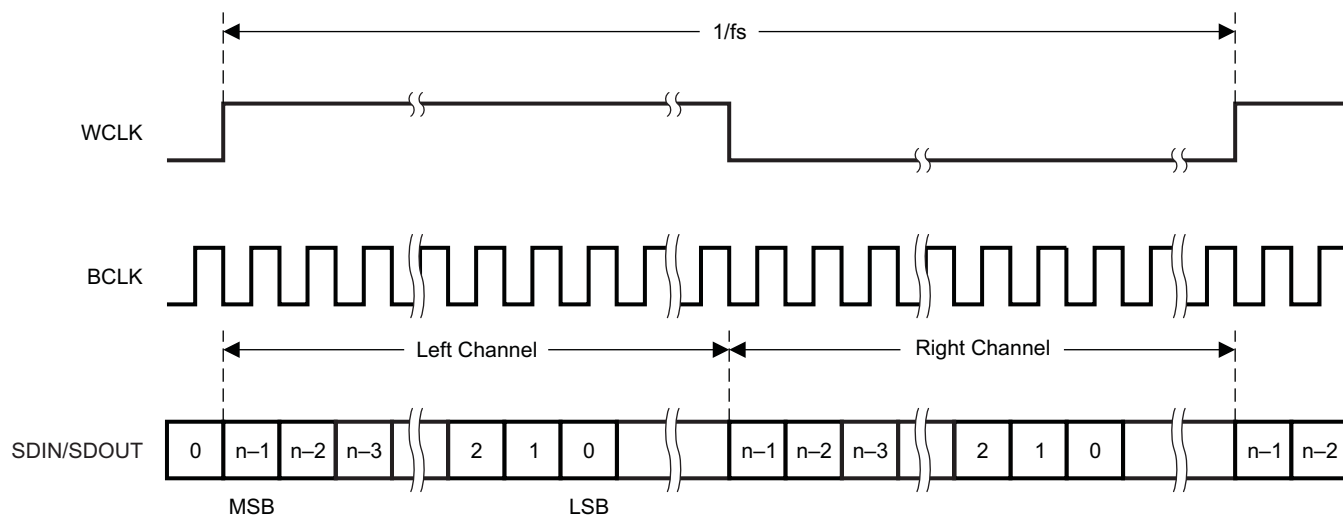 1/fs
WCLK
BCLK
Left Channel
Right Channel
SDIN/SDOUT 0 n–1 n–2 n–3 2 1 0 n–1 n–2 n–3 2 1 0 n–1 n–2
MSB LSB